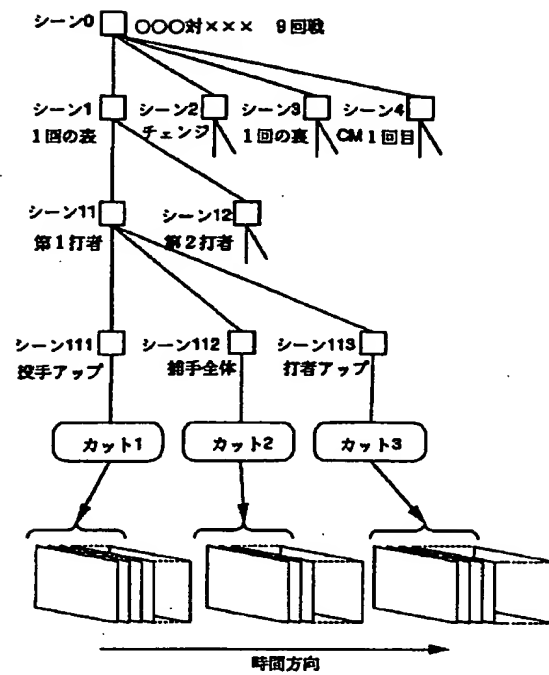 シーン0 ○○○対××× 9回戦
シーン1 シーン2 シーン3 シーン4
1回の表 チェンジ 1回の裏 CM1回目
シーン11 シーン12
第1打者 第2打者
シーン111 シーン112 シーン113
投手アップ 捕手全体 打者アップ
カット1 カット2 カット3
時間方向